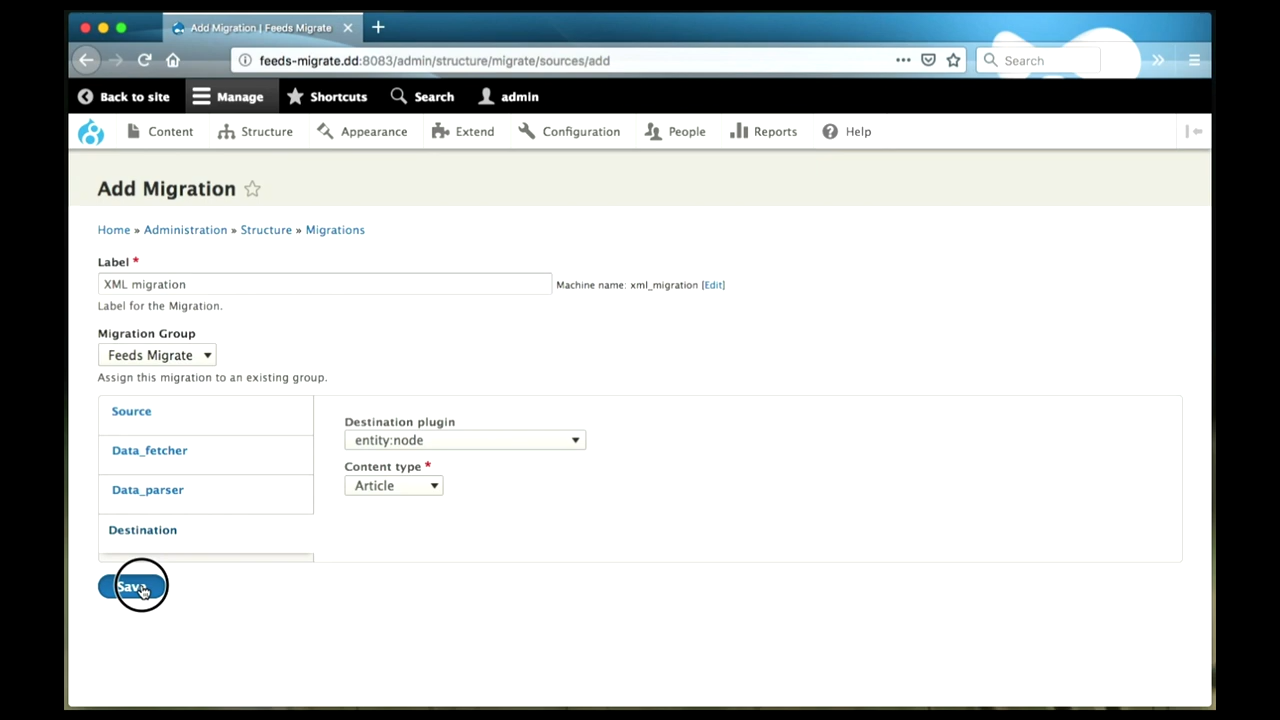 Add Migration | Feeds Migrate
feeds-migrate.dd:8083/admin/structure/migrate/sources/add
Search
Back to site Manage Shortcuts Search admin
Content Structure Appearance Extend Configuration People Reports Help
Add Migration
Home » Administration » Structure » Migrations
Label *
XML migration Machine name: xml_migration [Edit]
Label for the Migration.
Migration Group
Feeds Migrate
Assign this migration to an existing group.
Source
Data_fetcher
Data_parser
Destination
Destination plugin
entity:node
Content type *
Article
Save